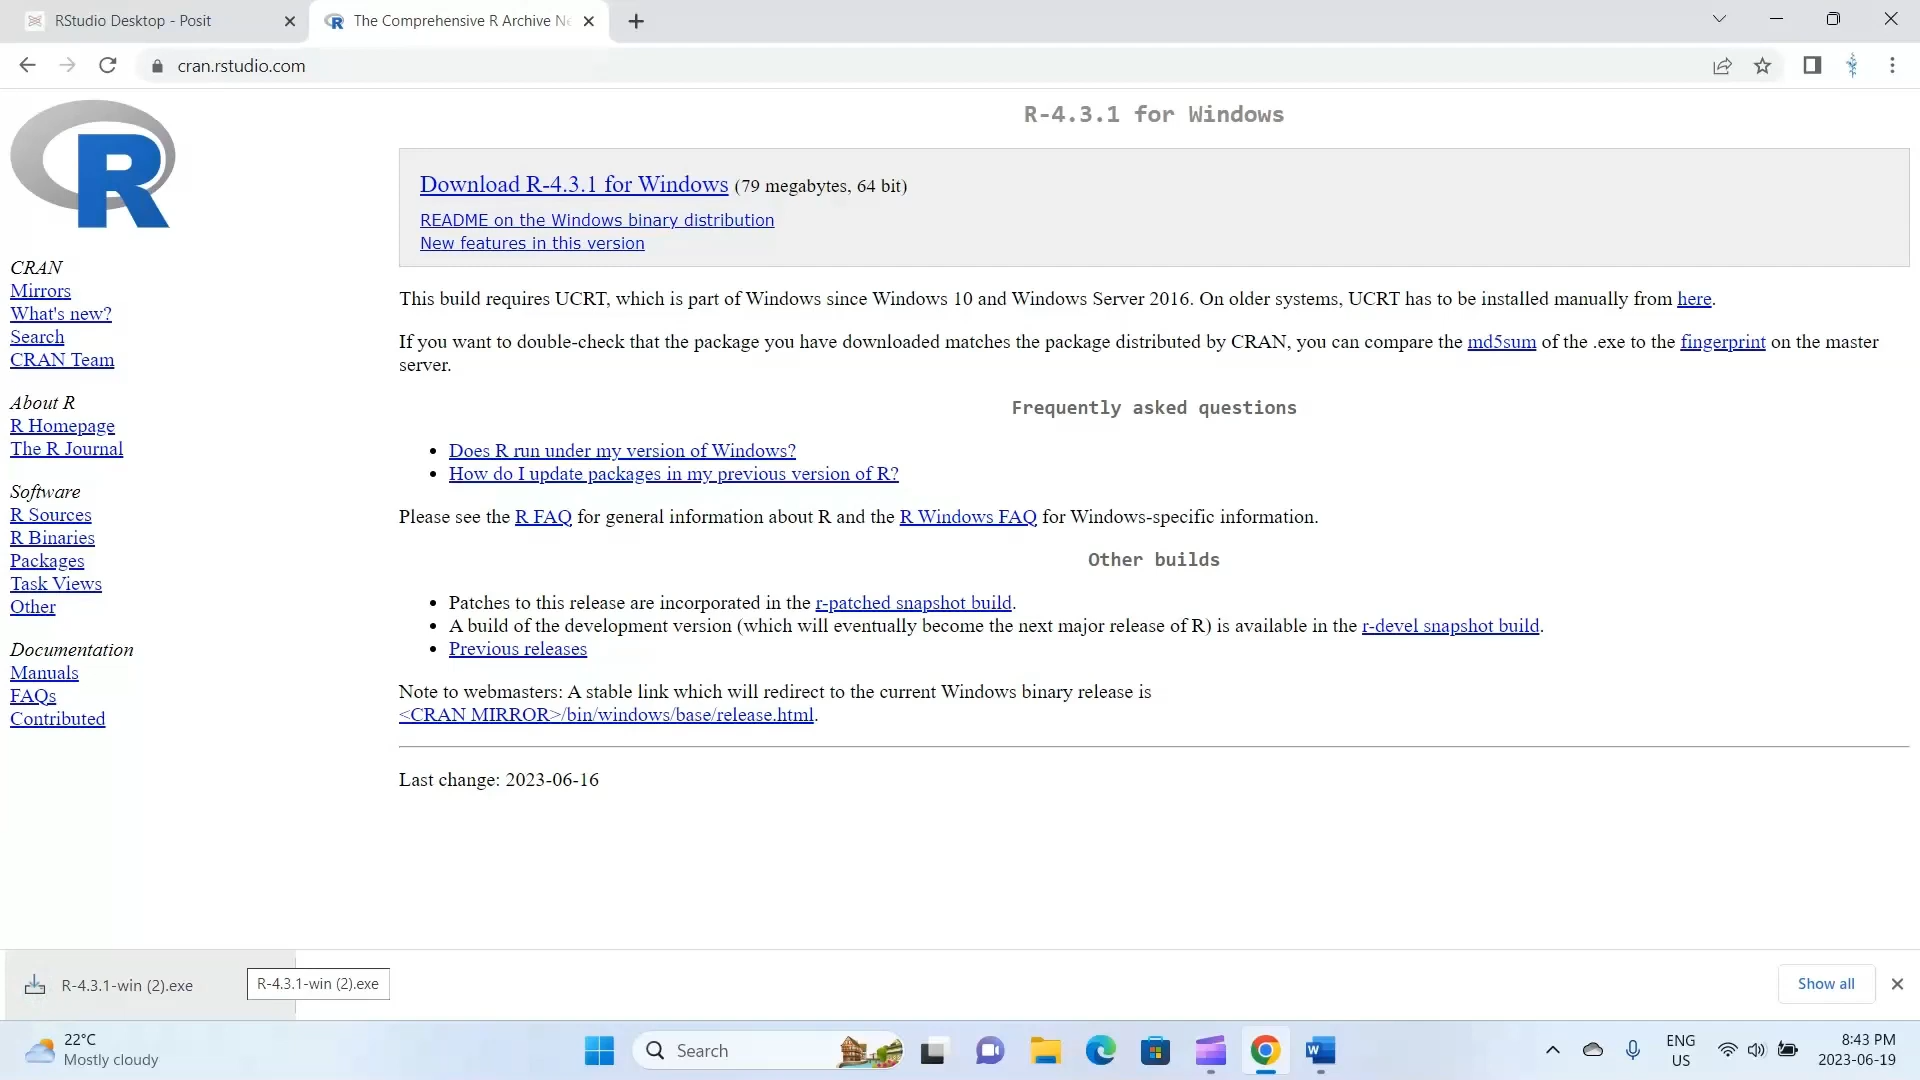 RStudio Desktop - Posit
The Comprehensive R Archive Ne
cran.rstudio.com
R
CRAN
Mirrors
What's new?
Search
CRAN Team
About R
R Homepage
The R Journal
Software
R Sources
R Binaries
Packages
Task Views
Other
Documentation
Manuals
FAQs
Contributed
R-4.3.1 for Windows
Download R-4.3.1 for Windows (79 megabytes, 64 bit)
README on the Windows binary distribution
New features in this version
This build requires UCRT, which is part of Windows since Windows 10 and Windows Server 2016. On older systems, UCRT has to be installed manually from here.
If you want to double-check that the package you have downloaded matches the package distributed by CRAN, you can compare the md5sum of the .exe to the fingerprint on the master
server.
Frequently asked questions
Does R run under my version of Windows?
How do I update packages in my previous version of R?
Please see the R FAQ for general information about R and the R Windows FAQ for Windows-specific information.
Other builds
Patches to this release are incorporated in the r-patched snapshot build.
A build of the development version (which will eventually become the next major release of R) is available in the r-devel snapshot build.
Previous releases
Note to webmasters: A stable link which will redirect to the current Windows binary release is
<CRAN MIRROR>/bin/windows/base/release.html.
Last change: 2023-06-16
R-4.3.1-win (2).exe
R-4.3.1-win (2).exe
Show all
22°C
Mostly cloudy
Search
W
ENG
US
8:43 PM
2023-06-19